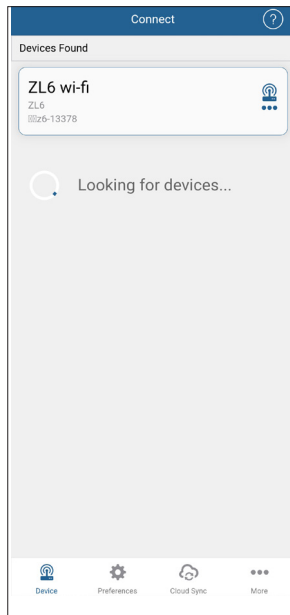 Connect
?
Devices Found
ZL6 wi-fi
ZL6
z6-13378
Looking for devices...
Device
Preferences
Cloud Sync
More